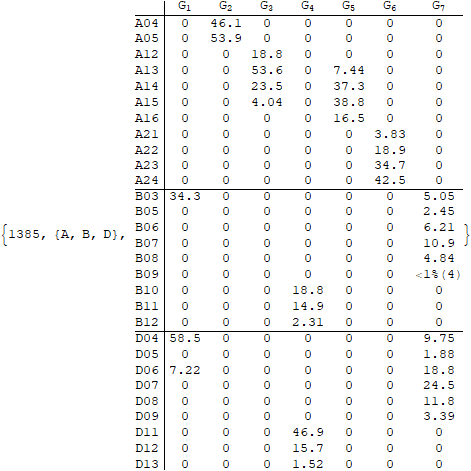 G1 G2 G3 G4 G5 G6 G7
A04 0 46.1 0 0 0 0 0
A05 0 53.9 0 0 0 0 0
A12 0 0 18.8 0 0 0 0
A13 0 0 53.6 0 7.44 0 0
A14 0 0 23.5 0 37.3 0 0
A15 0 0 4.04 0 38.8 0 0
A16 0 0 0 0 16.5 0 0
A21 0 0 0 0 0 3.83 0
A22 0 0 0 0 0 18.9 0
A23 0 0 0 0 0 34.7 0
A24 0 0 0 0 0 42.5 0
B03 34.3 0 0 0 0 0 5.05
B05 0 0 0 0 0 0 2.45
B06 0 0 0 0 0 0 6.21
{1385, {A, B, D}, B07 0 0 0 0 0 0 10.9 }
B08 0 0 0 0 0 0 4.84
B09 0 0 0 0 0 0 <1%(4)
B10 0 0 0 18.8 0 0 0
B11 0 0 0 14.9 0 0 0
B12 0 0 0 2.31 0 0 0
D04 58.5 0 0 0 0 0 9.75
D05 0 0 0 0 0 0 1.88
D06 7.22 0 0 0 0 0 18.8
D07 0 0 0 0 0 0 24.5
D08 0 0 0 0 0 0 11.8
D09 0 0 0 0 0 0 3.39
D11 0 0 0 46.9 0 0 0
D12 0 0 0 15.7 0 0 0
D13 0 0 0 1.52 0 0 0